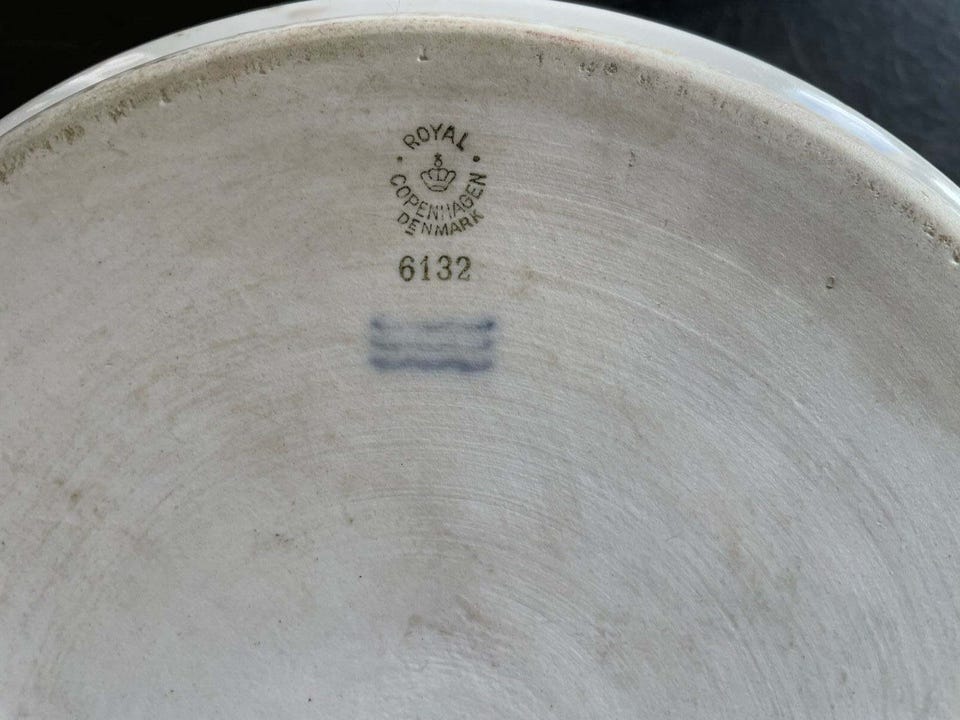 ROYAL
COPENHAGEN
DENMARK
6132